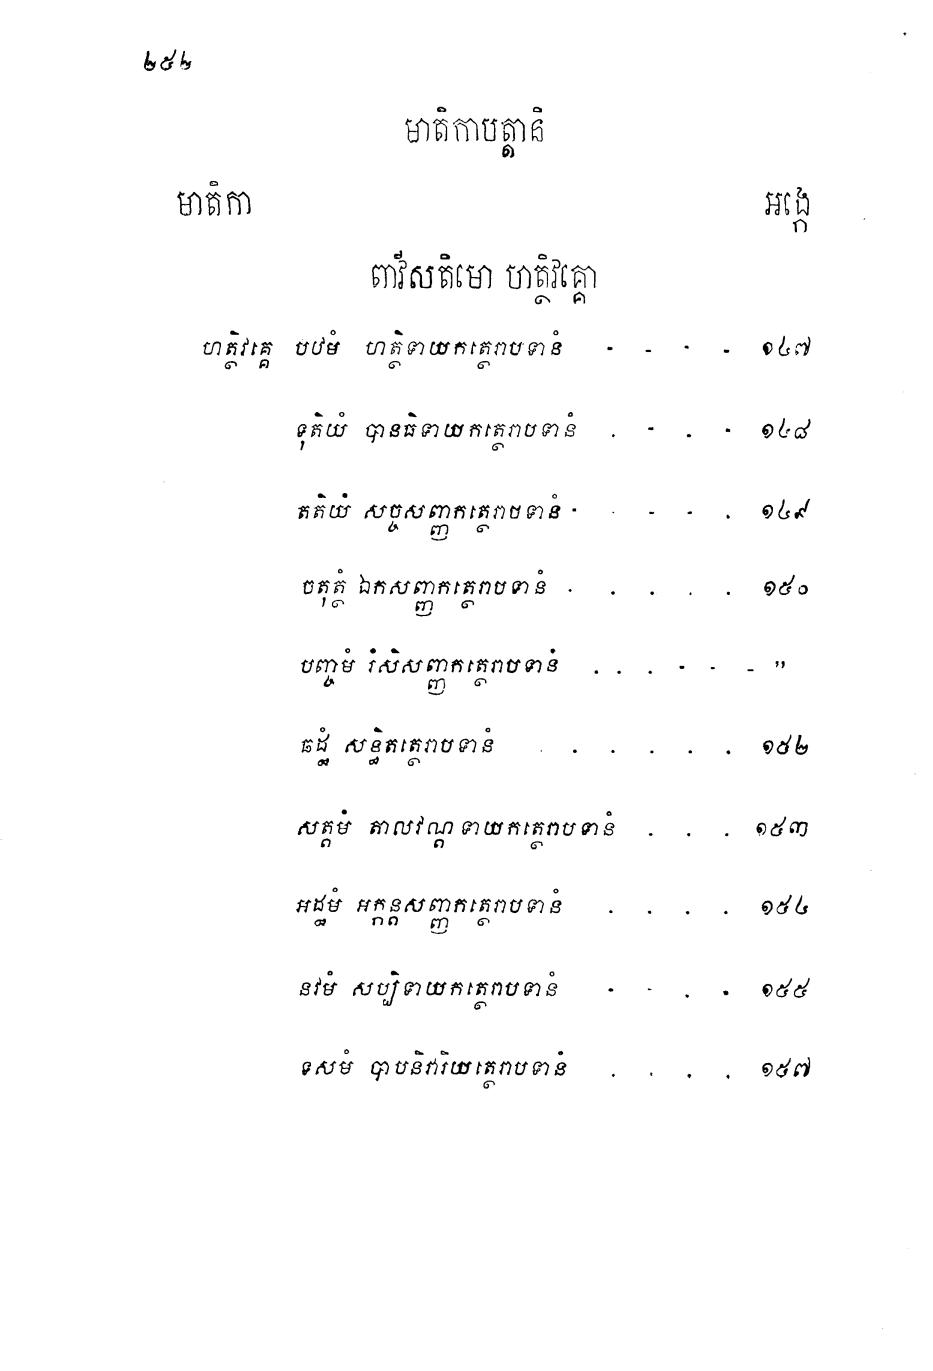 ២៥២
មាតិកាបត្តានិ
មាតិកា អង្កេ
ពាវីសតិមោ ហត្ថិវគ្គោ
ហត្ថិវគ្គេ បឋមំ ហត្ថិទាយកត្ថេរាបទានំ - - - - ១៤៧
ទុតិយំ បានធិទាយកត្ថេរាបទានំ . - . - ១៤៨
តតិយំ សច្ចសញ្ញកត្ថេរាបទានំ - . - - . ១៤៩
ចតុត្ថំ ឯកសញ្ញកត្ថេរាបទានំ . . . . . ១៥០
បញ្ចមំ រំសិសញ្ញកត្ថេរាបទានំ . . . - - - "
ឆដ្ឋំ សន្ធិតត្ថេរាបទានំ . . . . . . ១៥២
សត្តមំ តាលវណ្ដទាយកត្ថេរាបទានំ . . . ១៥៣
អដ្ឋមំ អក្កន្តសញ្ញកត្ថេរាបទានំ . . . . ១៥៤
នវមំ សប្បិទាយកត្ថេរាបទានំ - - . . ១៥៥
ទសមំ បាបនិវារិយត្ថេរាបទានំ . . . . ១៥៧